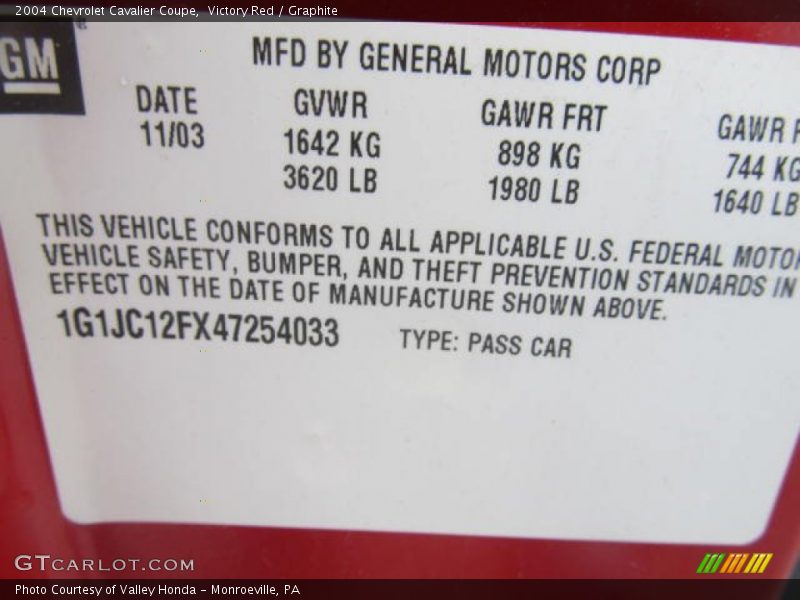 2004 Chevrolet Cavalier Coupe,  Victory Red / Graphite
GM
MFD BY GENERAL MOTORS CORP
DATE GVWR GAWR FRT GAWR
11/03 1642 KG 898 KG 744 KG
3620 LB 1980 LB 1640 LB
THIS VEHICLE CONFORMS TO ALL APPLICABLE U.S. FEDERAL MOTOR
VEHICLE SAFETY, BUMPER, AND THEFT PREVENTION STANDARDS IN
EFFECT ON THE DATE OF MANUFACTURE SHOWN ABOVE.
1G1JC12FX47254033 TYPE: PASS CAR
GTCARLOT.COM
Photo Courtesy of Valley Honda - Monroeville, PA